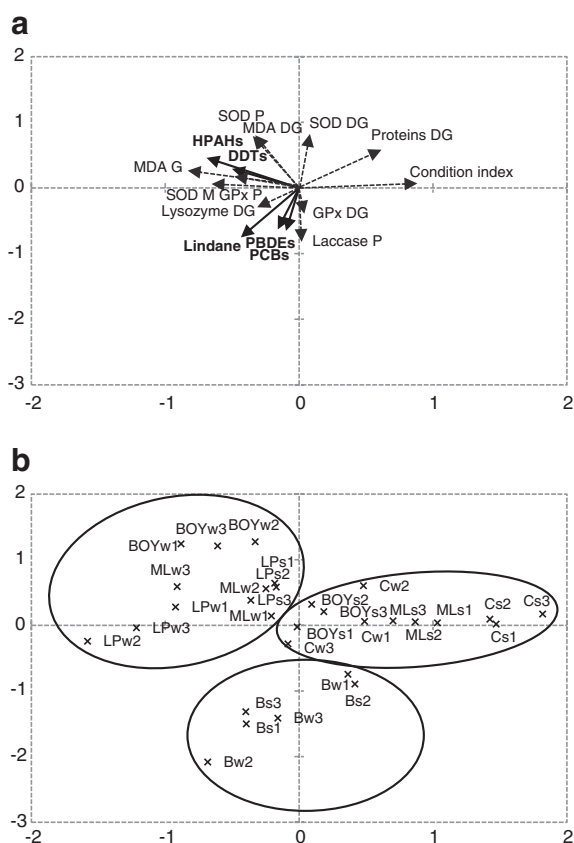 a
2
SOD P
MDA DG SOD DG
1
HPAHs
Proteins DG
DDTs
MDA G
Condition index
0
SOD M GPx P
Lysozyme DG
GPx DG
Lindane PBDEs Laccase P
PCBs
-1
-2
-3
-2 -1 0 1 2
b
2
BOYw3 BOYw2
BOYw1
LPs1
1
MLw3 LPs2
MLw2 Cw2
LPw1 LPs3 BOYs2 Cs2 Cs3
MLw1 BOYs3 MLs3 MLs1
0
LPw2 LPw3 BOYs1 Cw1 MLs2 Cs1
Cw3
Bw1
-1
Bs3 Bs2
Bs1 Bw3
Bw2
-2
-3
-2 -1 0 1 2